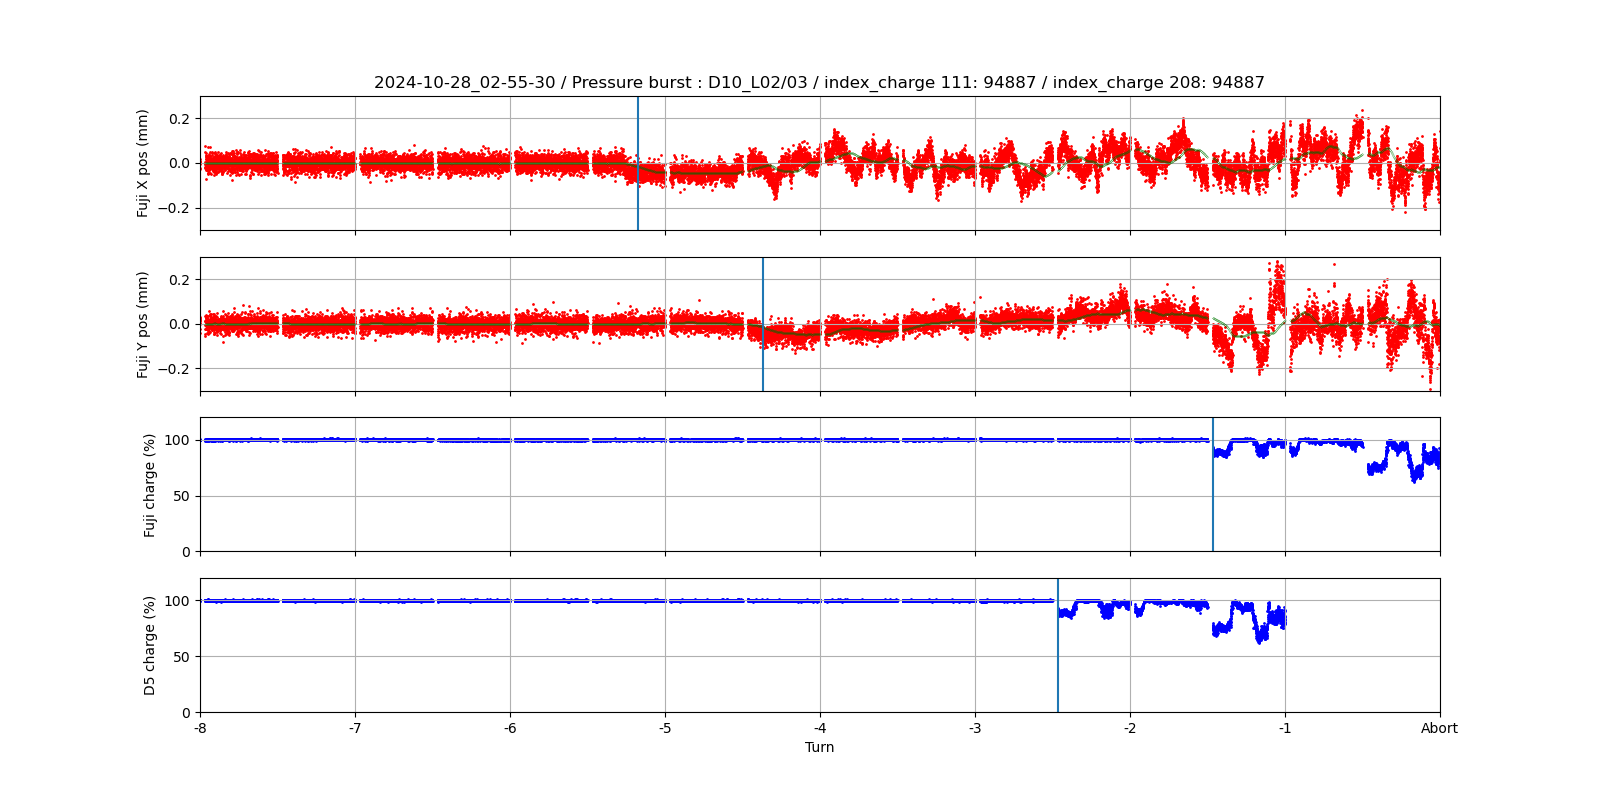 2024-10-28_02-55-30 / Pressure burst : D10_L02/03 / index_charge 111: 94887 / index_charge 208: 94887
Fuji X pos (mm)
0.2
0.0
−0.2
Fuji Y pos (mm)
0.2
0.0
−0.2
Fuji charge (%)
100
50
0
D5 charge (%)
100
50
0
-8 -7 -6 -5 -4 -3 -2 -1 Abort
Turn